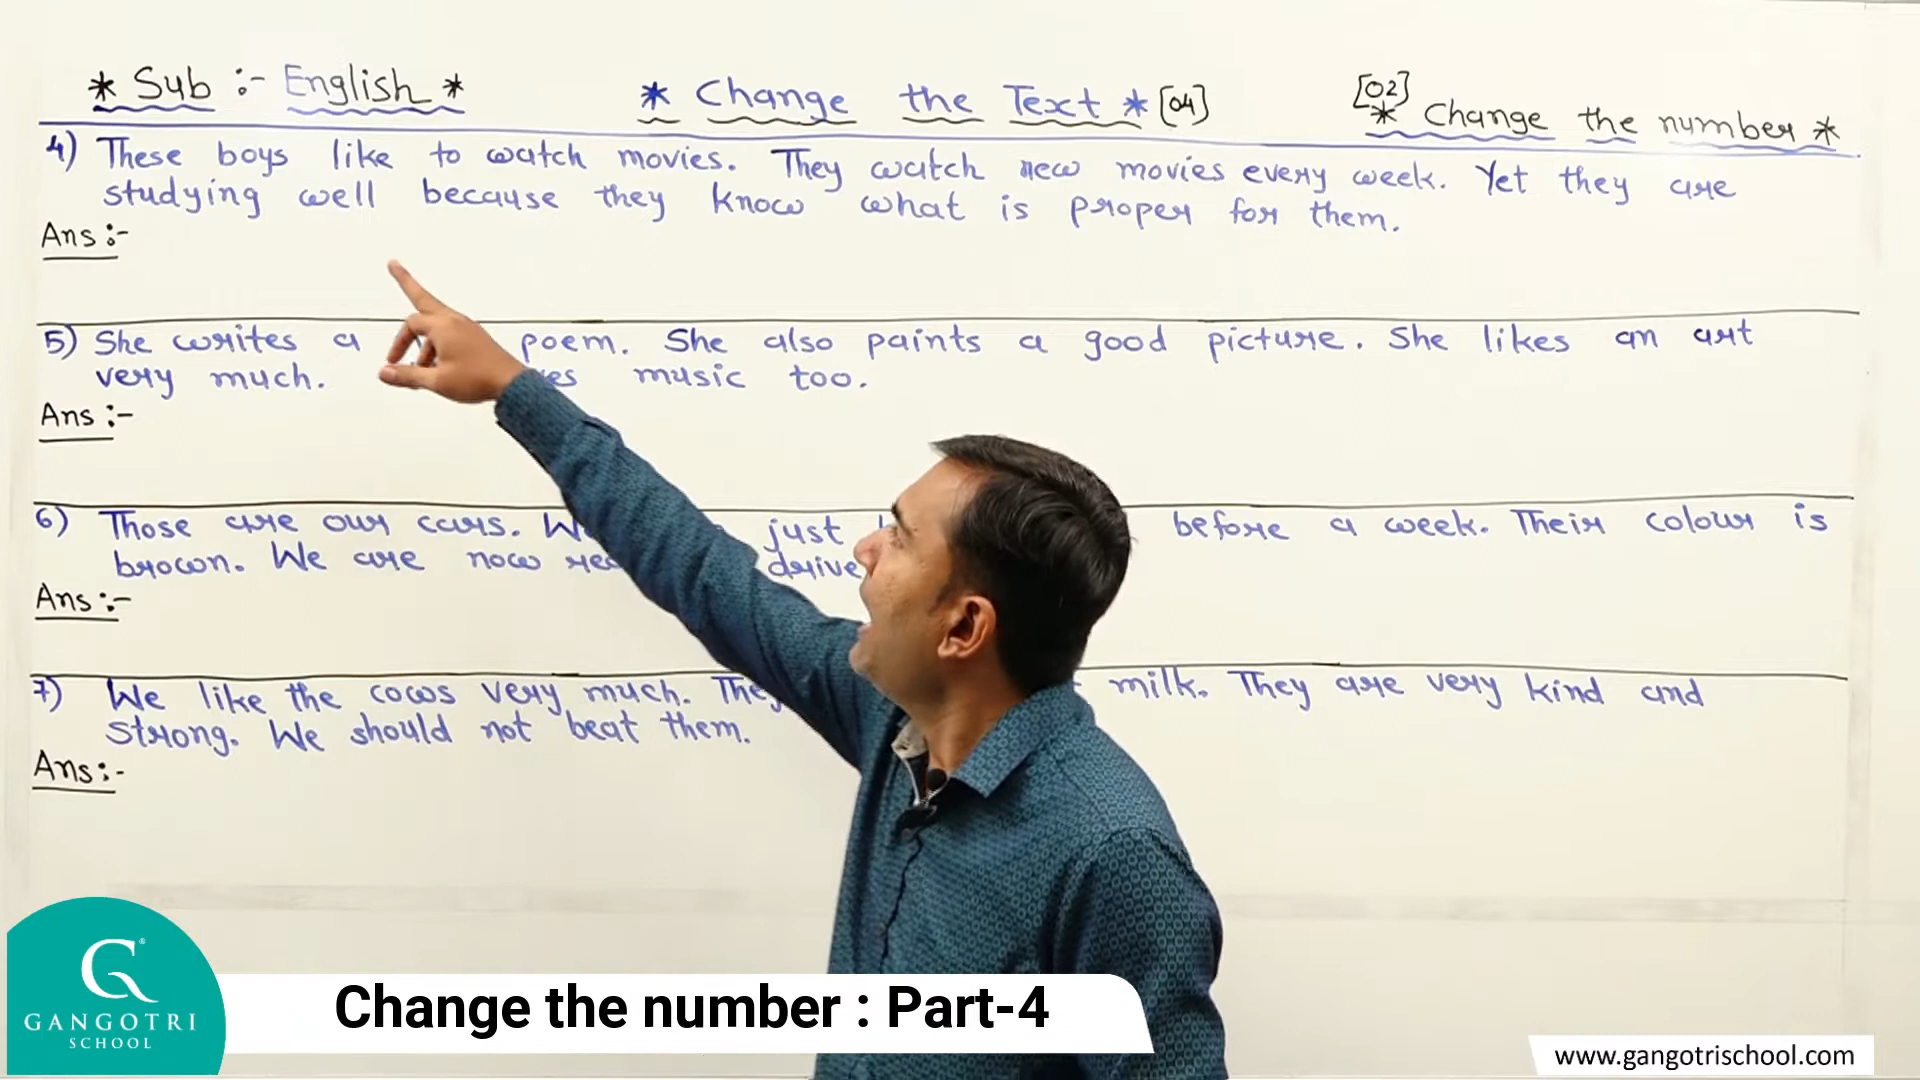 * Sub :- English *
* Change the Text * [04]
[02]
* Change the number *
4) These boys like to watch movies. They watch new movies every week. Yet they are
studying well because they know what is proper for them.
Ans :-
5) She writes a poem. She also paints a good picture. She likes an art
very much. music too.
Ans :-
6) Those are our cars. just before a week. Their colour is
brown. We are now drive
Ans :-
7) We like the cows very much. milk. They are very kind and
strong. We should not beat them.
Ans :-
G®
GANGOTRI
SCHOOL
Change the number : Part-4
www.gangotrischool.com